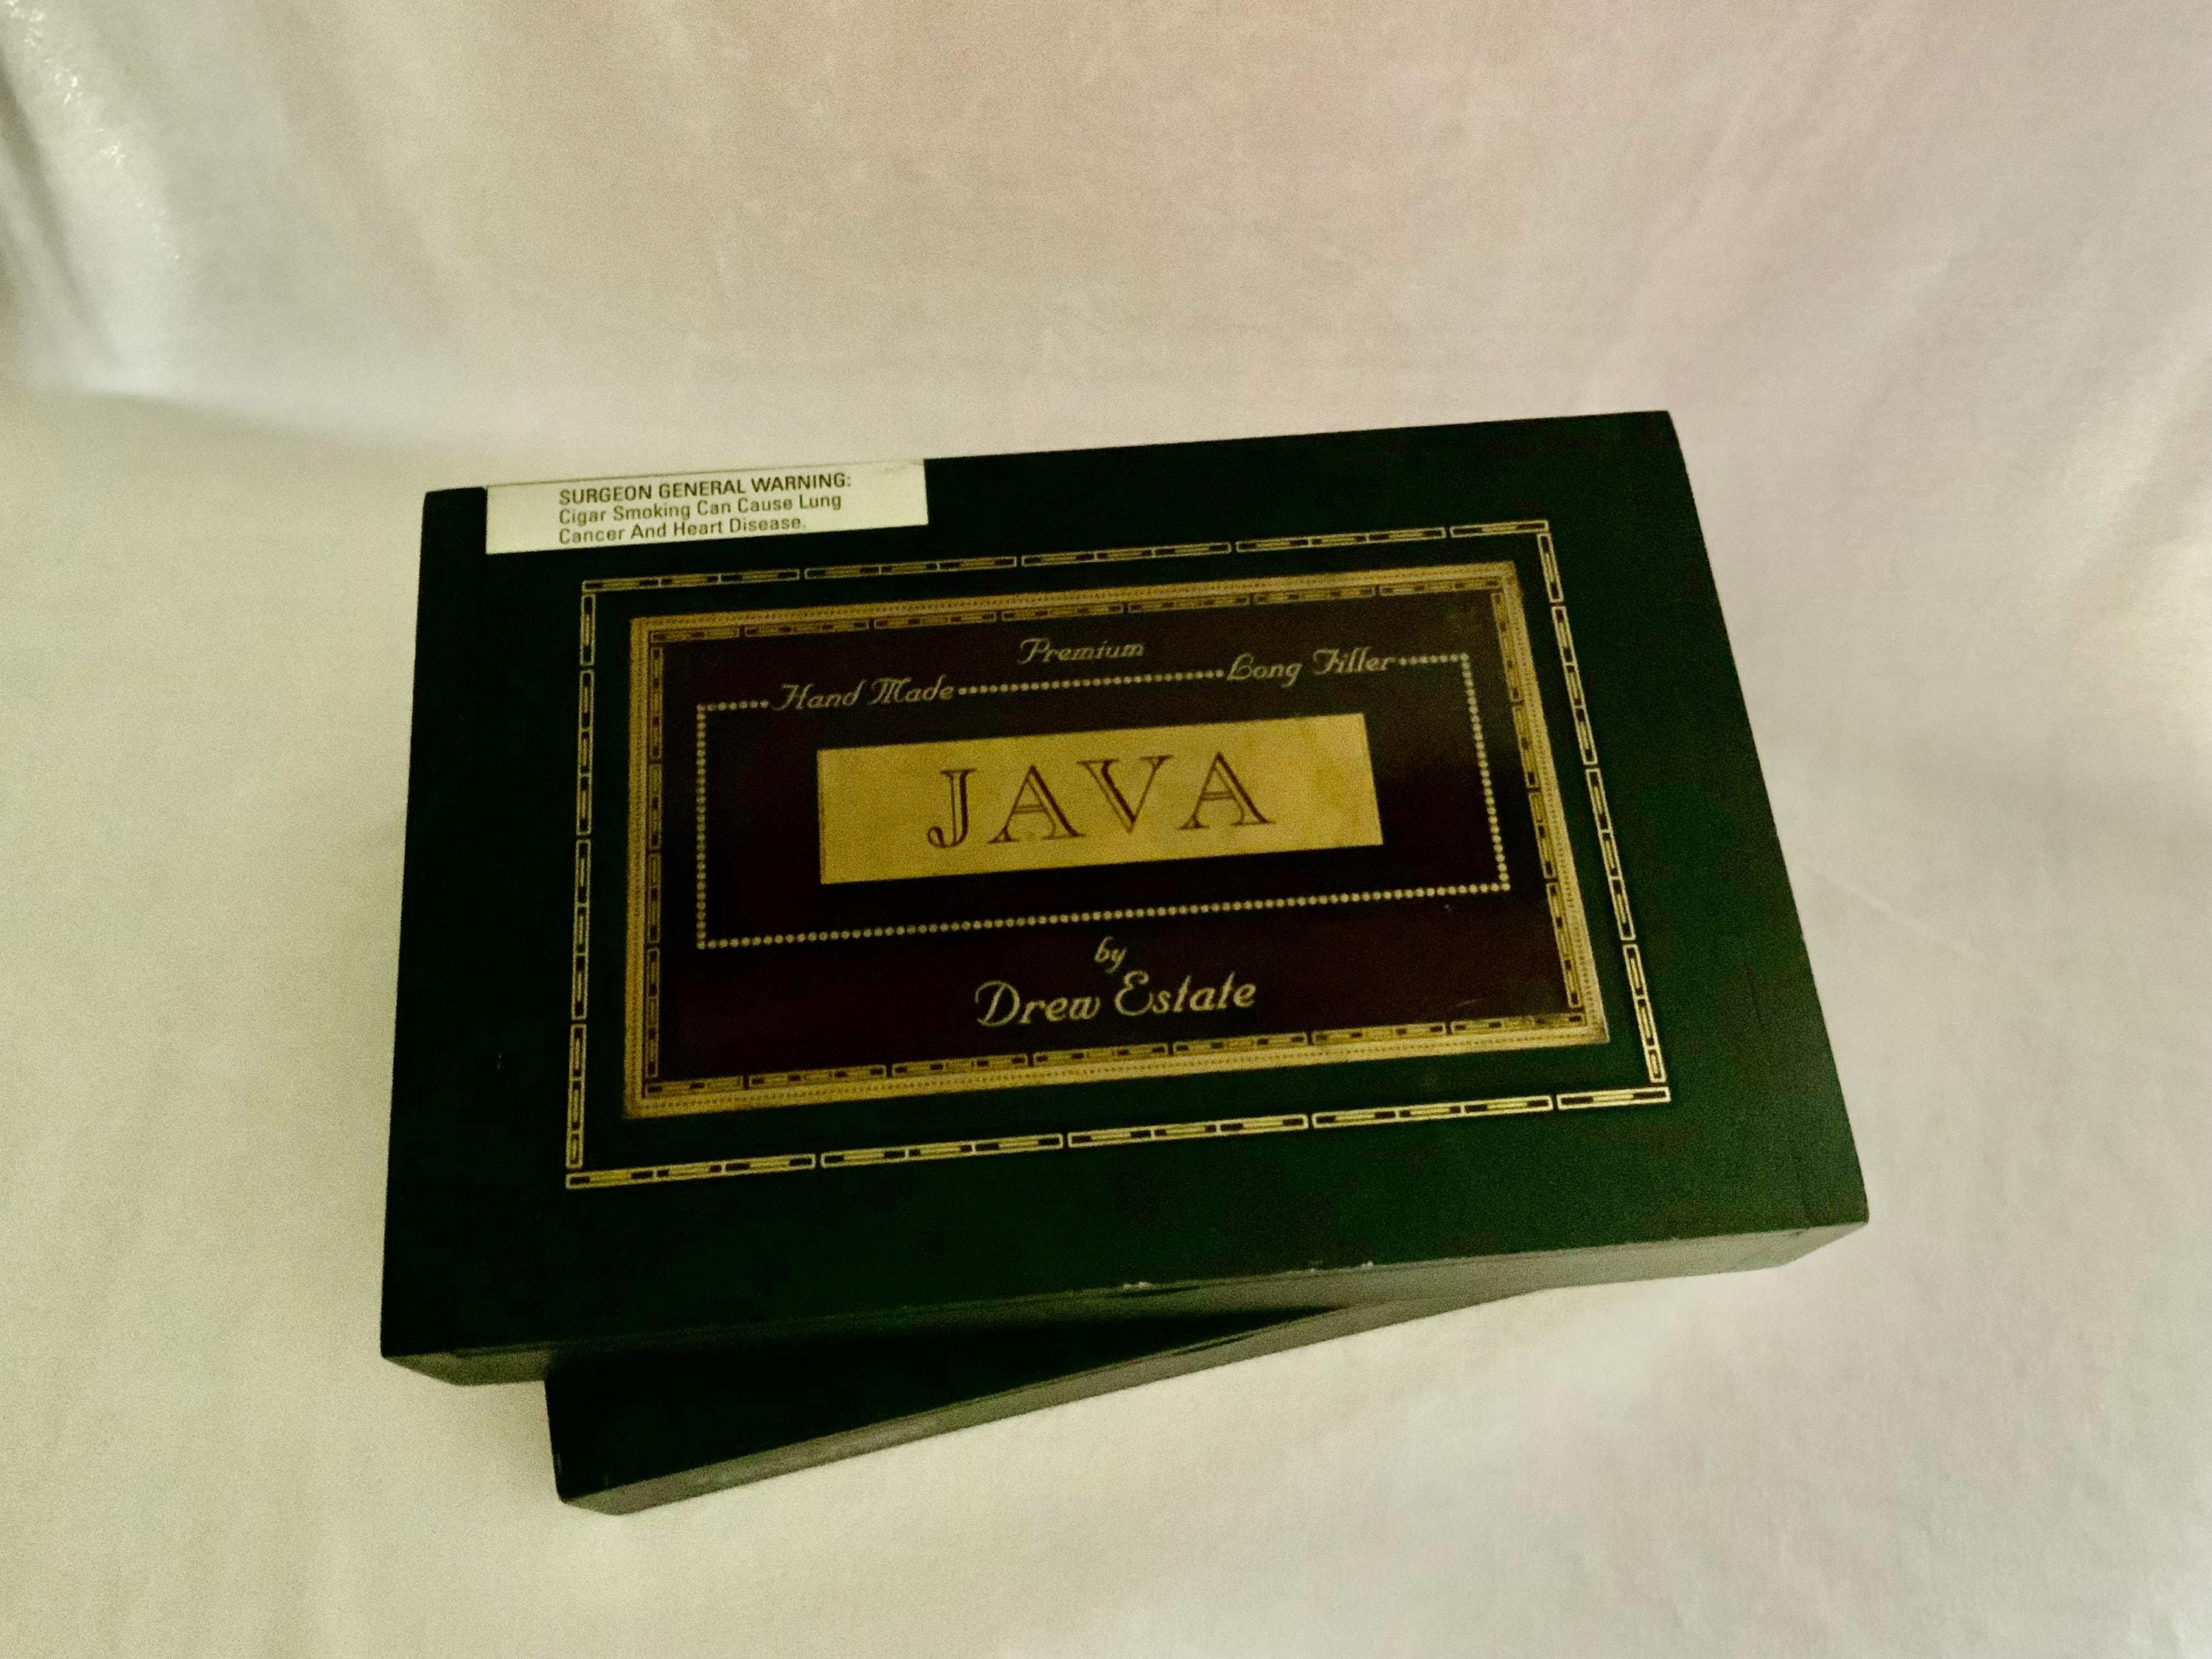 SURGEON GENERAL WARNING:
Cigar Smoking Can Cause Lung
Cancer And Heart Disease.
Premium
Hand Made Long Filler
JAVA
by
Drew Estate